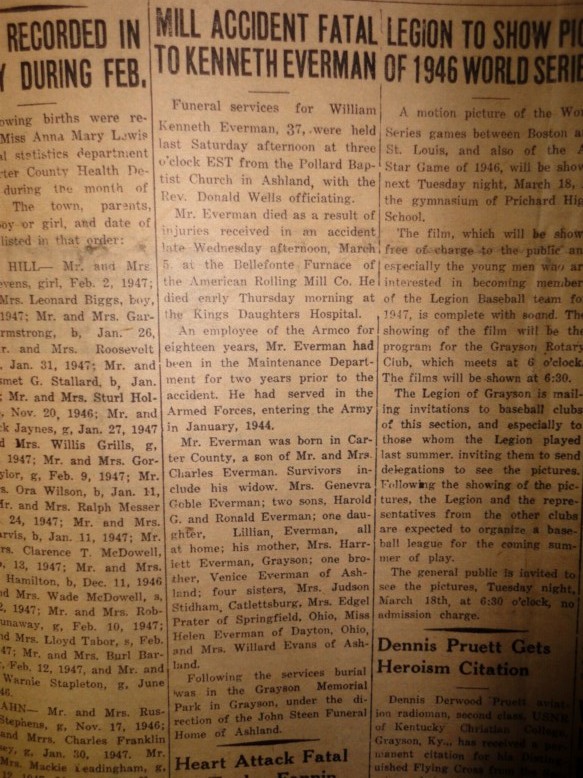 RECORDED IN
DURING FEB.
owing births were re-
Miss Anna Mary Lewis
al statistics department
rter County Health De-
during the month of
The town, parents,
boy or girl, and date of
listed in that order:
HILL— Mr. and Mrs.
evens, girl, Feb. 2, 1947;
Mrs. Leonard Biggs, boy,
1947; Mr. and Mrs. Gar-
rmstrong, b, Jan. 26,
r. and Mrs. Roosevelt
Jan. 31, 1947; Mr. and
smet G. Stallard, b, Jan.
Mr. and Mrs. Sturl Hol-
Nov. 20, 1946; Mr. and
ck Jaynes, g, Jan. 27, 1947
d Mrs. Willis Grills, g,
1947; Mr. and Mrs. Gor-
ylor, g, Feb. 9, 1947; Mr.
s. Ora Wilson, b, Jan. 11,
Mr. and Mrs. Ralph Messer
24, 1947; Mr. and Mrs.
arvis, b, Jan. 11, 1947; Mr.
rs. Clarence T. McDowell,
13, 1947; Mr. and Mrs.
Hamilton, b, Dec. 11, 1946
d Mrs. Wade McDowell, s,
2, 1947; Mr. and Mrs. Rob-
unaway, g, Feb. 10, 1947;
nd Mrs. Lloyd Tabor, s, Feb.
47; Mr. and Mrs. Burl Bar-
Feb. 12, 1947, and Mr. and
Warnie Stapleton, g, June
46.
AHN— Mr. and Mrs. Rus-
Stephens, g, Nov. 17, 1946;
and Mrrs, Charles Franklin
ey, g, Jan. 30, 1947. Mr.
Mrs. Mackie Leadingham, g,
MILL ACCIDENT FATAL
TO KENNETH EVERMAN
Funeral services for William
Kenneth Everman, 37, were held
last Saturday afternoon at three
o'clock EST from the Pollard Bap-
tist Church in Ashland, with the
Rev. Donald Wells officiating.
Mr. Everman died as a result of
injuries received in an accident
late Wednesday afternoon, March
5 at the Bellefonte Furnace of
the American Rolling Mill Co. He
died early Thursday morning at
the Kings Daughters Hospital.
An employee of the Armco for
eighteen years, Mr. Everman had
been in the Maintenance Depart-
ment for two years prior to the
accident. He had served in the
Armed Forces, entering the Army
in January, 1944.
Mr. Everman was born in Car-
ter County, a son of Mr. and Mrs.
Charles Everman. Survivors in-
clude his widow. Mrs. Genevra
Goble Everman; two sons, Harold
G. and Ronald Everman; one dau-
ghter, Lillian, Everman, all
at home; his mother, Mrs. Harr-
iett Everman, Grayson; one bro-
ther, Venice Everman of Ash-
land; four sisters, Mrs. Judson
Stidham, Catlettsburg, Mrs. Edgel
Prater of Springfield, Ohio, Miss
Helen Everman of Dayton, Ohio,
and Mrs. Willard Evans of Ash-
land.
Following the services burial
was in the Grayson Memorial
Park in Grayson, under the di-
rection of the John Steen Funeral
Home of Ashland.
Heart Attack Fatal
LEGION TO SHOW PIC
OF 1946 WORLD SERIE
A motion picture of the Wor
Series games between Boston a
St. Louis, and also of the A
Star Game of 1946, will be show
next Tuesday night, March 18,
the gymnasium of Prichard Hig
School.
The film, which will be show
free of charge to the public an
especially the young men who ar
interested in becoming member
of the Legion Baseball team fo
1947, is complete with sound. The
showing of the film will be the
program for the Grayson Rotary
Club, which meets at 6 o'clock.
The films will be shown at 6:30.
The Legion of Grayson is mail-
ing invitations to baseball clubs
of this section, and especially to
those whom the Legion played
last summer, inviting them to send
delegations to see the pictures.
Following the showing of the pic-
tures, the Legion and the repre-
sentatives from the other clubs
are expected to organize a base-
ball league for the coming sum-
mer of play.
The general public is invited to
see the pictures, Tuesday night,
March 18th, at 6:30 o'clock, no
admission charge.
Dennis Pruett Gets
Heroism Citation
Dennis Derwood Pruett, aviat-
ion radioman, second class, USNR
of Kentucky Christian College,
Grayson, Ky., has received a
manent citation for his Disting
uished Flying Cross